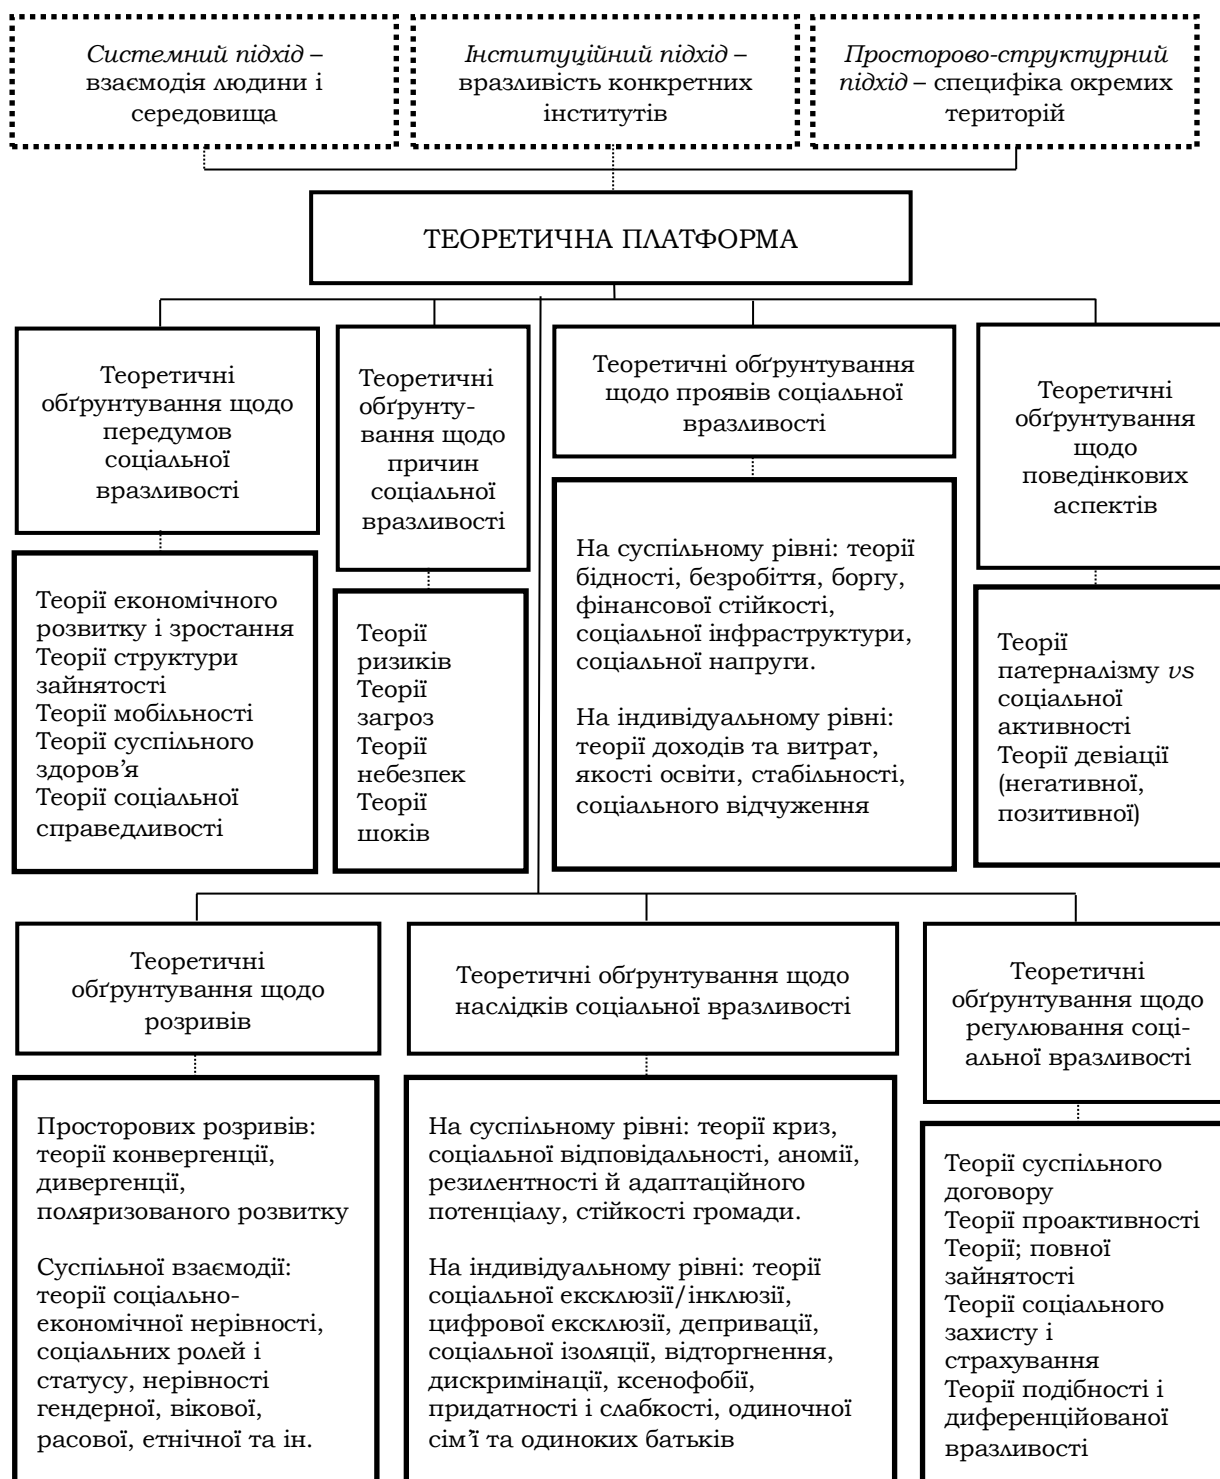 Системний підхід –
взаємодія людини і
середовища
Інституційний підхід –
вразливість конкретних
інститутів
Просторово-структурний
підхід – специфіка окремих
територій
ТЕОРЕТИЧНА ПЛАТФОРМА
Теоретичні
обґрунтування щодо
передумов
соціальної
вразливості
Теоретичні
обґрунту-
вання щодо
причин
соціальної
вразливості
Теоретичні обґрунтування
щодо проявів соціальної
вразливості
Теоретичні
обґрунтування
щодо
поведінкових
аспектів
Теорії економічного
розвитку і зростання
Теорії структури
зайнятості
Теорії мобільності
Теорії суспільного
здоров’я
Теорії соціальної
справедливості
Теорії
ризиків
Теорії
загроз
Теорії
небезпек
Теорії
шоків
На суспільному рівні: теорії
бідності, безробіття, боргу,
фінансової стійкості,
соціальної інфраструктури,
соціальної напруги.
На індивідуальному рівні:
теорії доходів та витрат,
якості освіти, стабільності,
соціального відчуження
Теорії
патерналізму vs
соціальної
активності
Теорії девіації
(негативної,
позитивної)
Теоретичні
обґрунтування щодо
розривів
Теоретичні обґрунтування щодо
наслідків соціальної вразливості
Теоретичні
обґрунтування щодо
регулювання соці-
альної вразливості
Просторових розривів:
теорії конвергенції,
дивергенції,
поляризованого розвитку
Суспільної взаємодії:
теорії соціально-
економічної нерівності,
соціальних ролей і
статусу, нерівності
гендерної, вікової,
расової, етнічної та ін.
На суспільному рівні: теорії криз,
соціальної відповідальності, аномії,
резилентності й адаптаційного
потенціалу, стійкості громади.
На індивідуальному рівні: теорії
соціальної ексклюзії/інклюзії,
цифрової ексклюзії, депривації,
соціальної ізоляції, відторгнення,
дискримінації, ксенофобії,
придатності і слабкості, одиночної
сім’ї та одиноких батьків
Теорії суспільного
договору
Теорії проактивності
Теорії; повної
зайнятості
Теорії соціального
захисту і
страхування
Теорії подібності і
диференційованої
вразливості